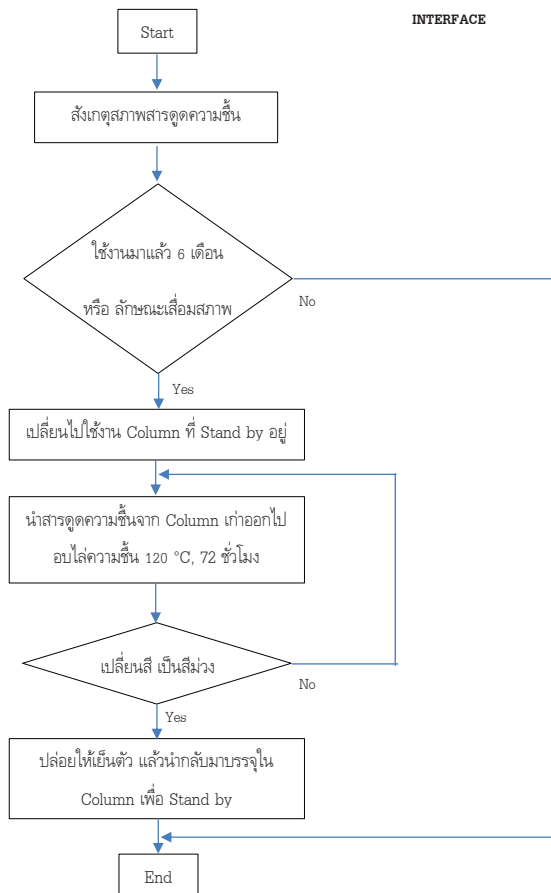 INTERFACE
Start
สังเกตุสภาพสารดูดความชื้น
ใช้งานมาแล้ว 6 เดือน
หรือ ลักษณะเสื่อมสภาพ
No
Yes
เปลี่ยนไปใช้งาน Column ที่ Stand by อยู่
นำสารดูดความชื้นจาก Column เก่าออกไป
อบไล่ความชื้น 120 °C, 72 ชั่วโมง
เปลี่ยนสี เป็นสีม่วง
No
Yes
ปล่อยให้เย็นตัว แล้วนำกลับมาบรรจุใน
Column เพื่อ Stand by
End